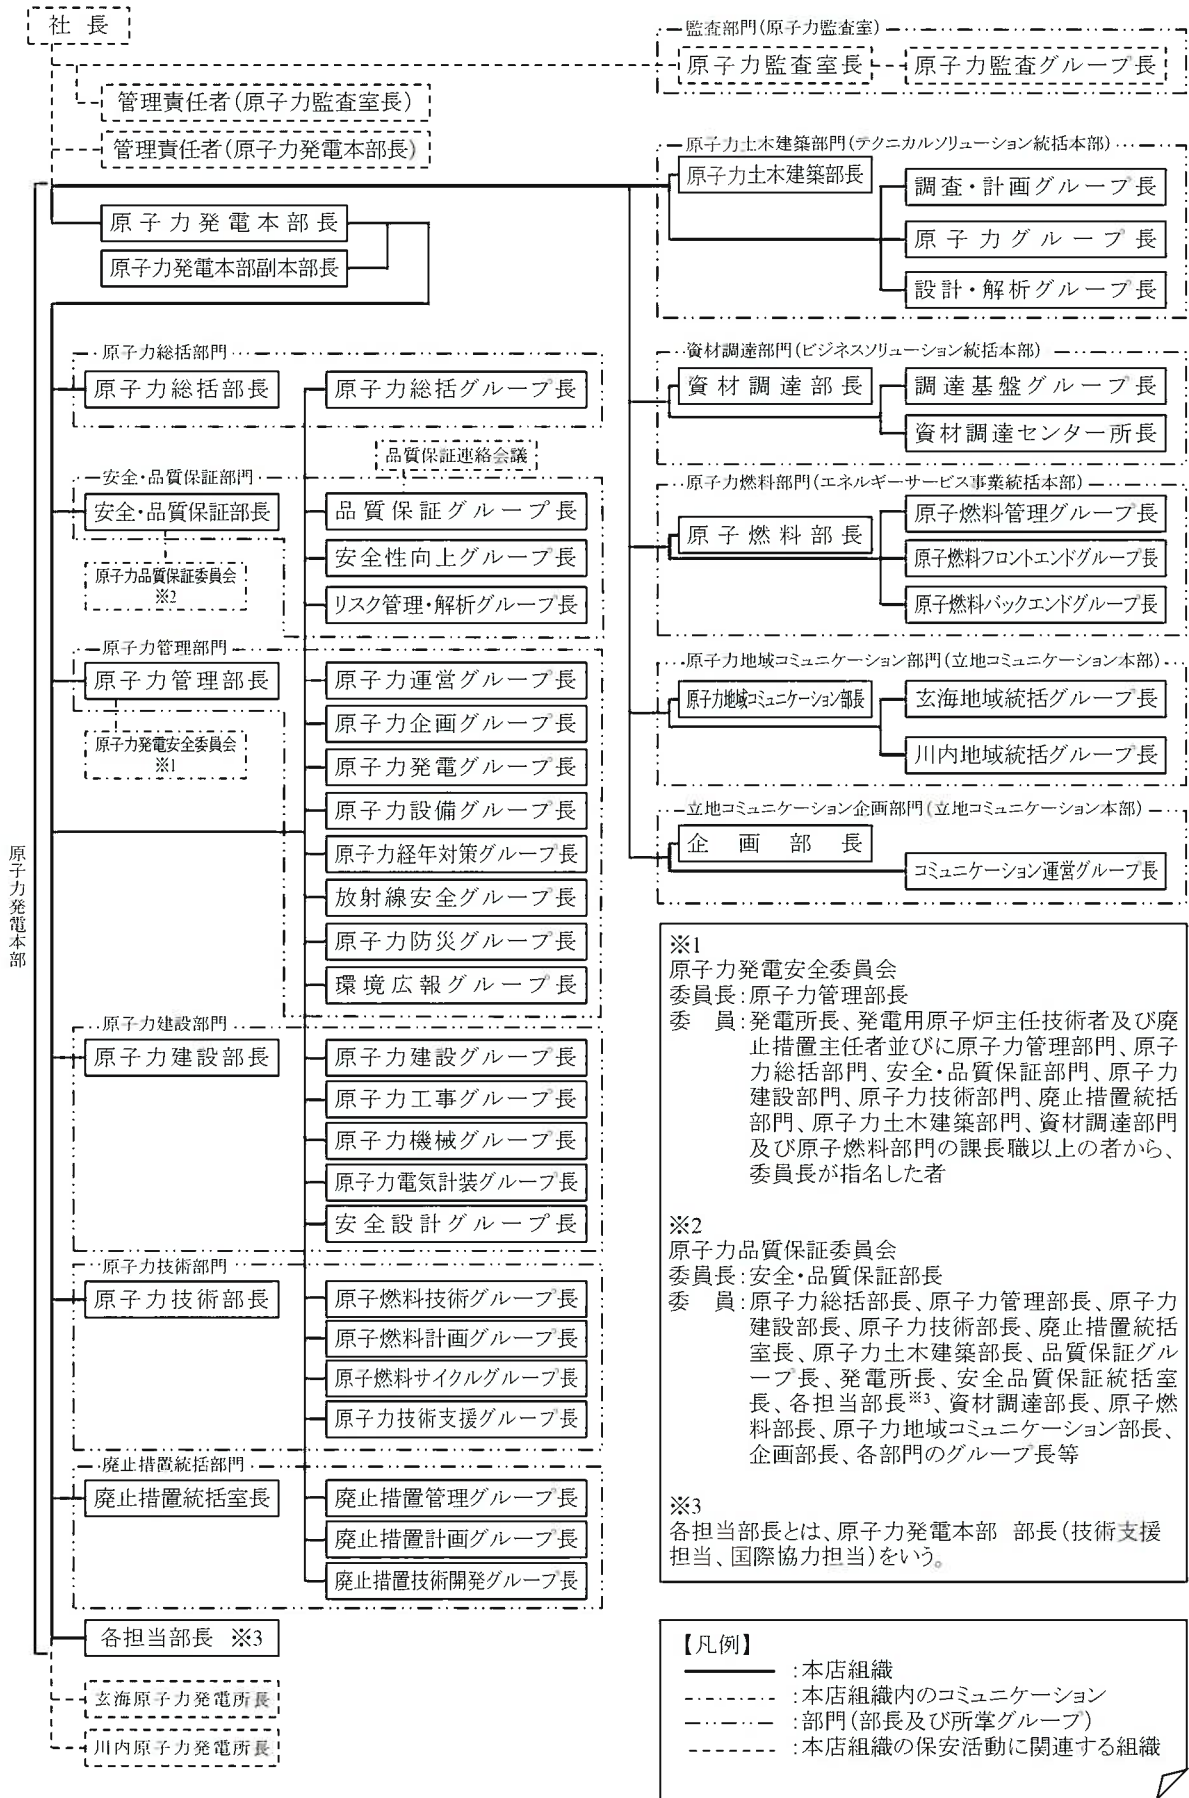 社長
管理責任者(原子力監査室長)
管理責任者(原子力発電本部長)
原子力発電本部長
原子力発電本部副本部長
原子力総括部門
原子力総括部長
原子力総括グループ長
品質保証連絡会議
安全・品質保証部門
安全・品質保証部長
品質保証グループ長
安全性向上グループ長
リスク管理・解析グループ長
原子力品質保証委員会
※2
原子力管理部門
原子力管理部長
原子力発電安全委員会
※1
原子力運営グループ長
原子力企画グループ長
原子力発電グループ長
原子力設備グループ長
原子力経年対策グループ長
放射線安全グループ長
原子力防災グループ長
環境広報グループ長
原子力発電本部
原子力建設部門
原子力建設部長
原子力建設グループ長
原子力工事グループ長
原子力機械グループ長
原子力電気計装グループ長
安全設計グループ長
原子力技術部門
原子力技術部長
原子燃料技術グループ長
原子燃料計画グループ長
原子燃料サイクルグループ長
原子力技術支援グループ長
廃止措置統括部門
廃止措置統括室長
廃止措置管理グループ長
廃止措置計画グループ長
廃止措置技術開発グループ長
各担当部長 ※3
玄海原子力発電所長
川内原子力発電所長
監査部門(原子力監査室)
原子力監査室長
原子力監査グループ長
原子力土木建築部門(テクニカルソリューション統括本部)
原子力土木建築部長
調査・計画グループ長
原子力グループ長
設計・解析グループ長
資材調達部門(ビジネスソリューション統括本部)
資材調達部長
調達基盤グループ長
資材調達センター所長
原子燃料部門(エネルギーサービス事業統括本部)
原子燃料部長
原子燃料管理グループ長
原子燃料フロントエンドグループ長
原子燃料バックエンドグループ長
原子力地域コミュニケーション部門(立地コミュニケーション本部)
原子力地域コミュニケーション部長
玄海地域統括グループ長
川内地域統括グループ長
立地コミュニケーション企画部門(立地コミュニケーション本部)
企画部長
コミュニケーション運営グループ長
※1
原子力発電安全委員会
委員長:原子力管理部長
委 員:発電所長、発電用原子炉主任技術者及び廃
止措置主任者並びに原子力管理部門、原子
力総括部門、安全・品質保証部門、原子力
建設部門、原子力技術部門、廃止措置統括
部門、原子力土木建築部門、資材調達部門
及び原子燃料部門の課長職以上の者から、
委員長が指名した者
※2
原子力品質保証委員会
委員長:安全・品質保証部長
委 員:原子力総括部長、原子力管理部長、原子力
建設部長、原子力技術部長、廃止措置統括
室長、原子力土木建築部長、品質保証グル
ープ長、発電所長、安全品質保証統括室
長、各担当部長※3、資材調達部長、原子燃
料部長、原子力地域コミュニケーション部長、
企画部長、各部門のグループ長等
※3
各担当部長とは、原子力発電本部 部長(技術支援
担当、国際協力担当)をいう。
【凡例】
:本店組織
:本店組織内のコミュニケーション
:部門(部長及び所掌グループ)
:本店組織の保安活動に関連する組織